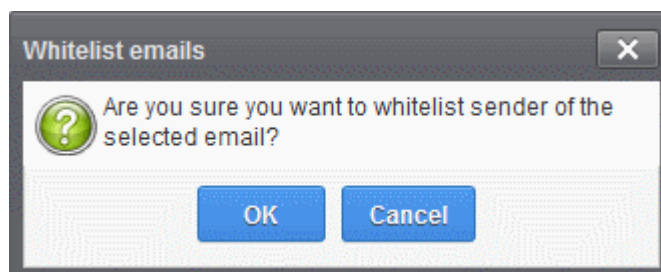 Whitelist emails
Are you sure you want to whitelist sender of the
selected email?
OK Cancel